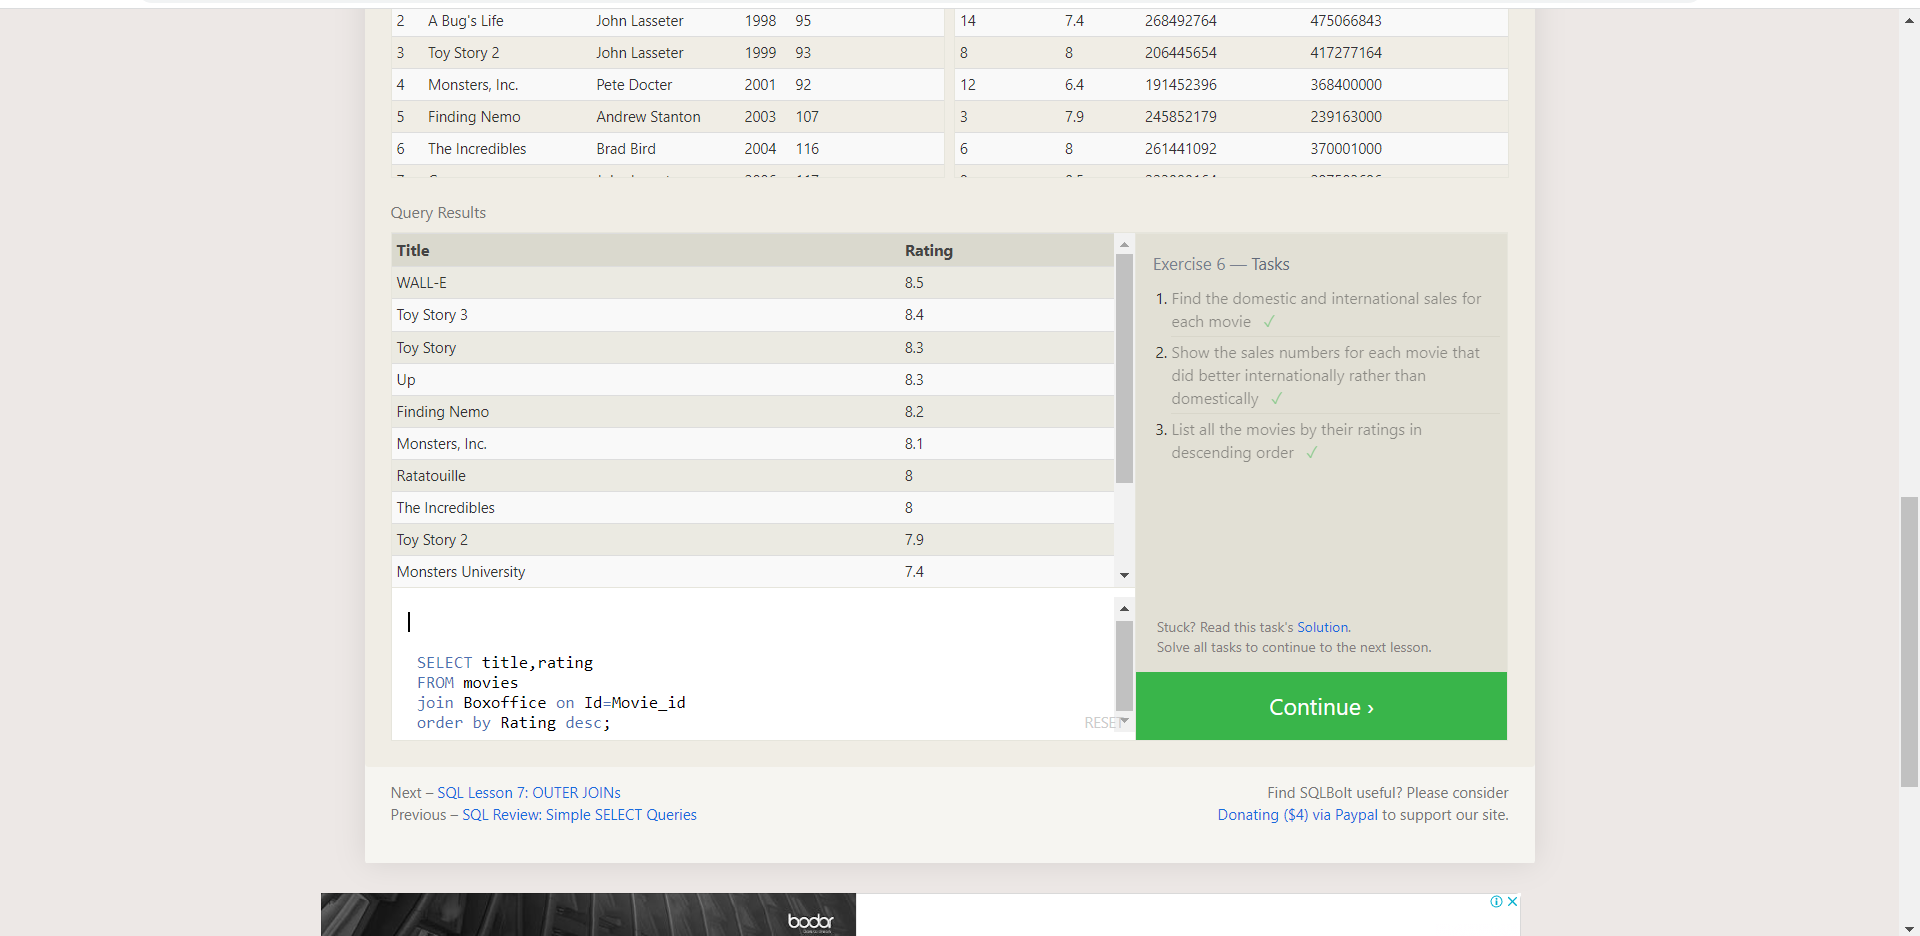 2 A Bug's Life John Lasseter 1998 95 14 7.4 268492764 475066843
3 Toy Story 2 John Lasseter 1999 93 8 8 206445654 417277164
4 Monsters, Inc. Pete Docter 2001 92 12 6.4 191452396 368400000
5 Finding Nemo Andrew Stanton 2003 107 3 7.9 245852179 239163000
6 The Incredibles Brad Bird 2004 116 6 8 261441092 370001000
Query Results
Title Rating
WALL-E 8.5
Toy Story 3 8.4
Toy Story 8.3
Up 8.3
Finding Nemo 8.2
Monsters, Inc. 8.1
Ratatouille 8
The Incredibles 8
Toy Story 2 7.9
Monsters University 7.4
SELECT title,rating
FROM movies
join Boxoffice on Id=Movie_id
order by Rating desc;
RESET
Exercise 6 — Tasks
1. Find the domestic and international sales for
each movie ✓
2. Show the sales numbers for each movie that
did better internationally rather than
domestically ✓
3. List all the movies by their ratings in
descending order ✓
Stuck? Read this task's Solution.
Solve all tasks to continue to the next lesson.
Continue ›
Next – SQL Lesson 7: OUTER JOINs
Previous – SQL Review: Simple SELECT Queries
Find SQLBolt useful? Please consider
Donating ($4) via Paypal to support our site.
bodor